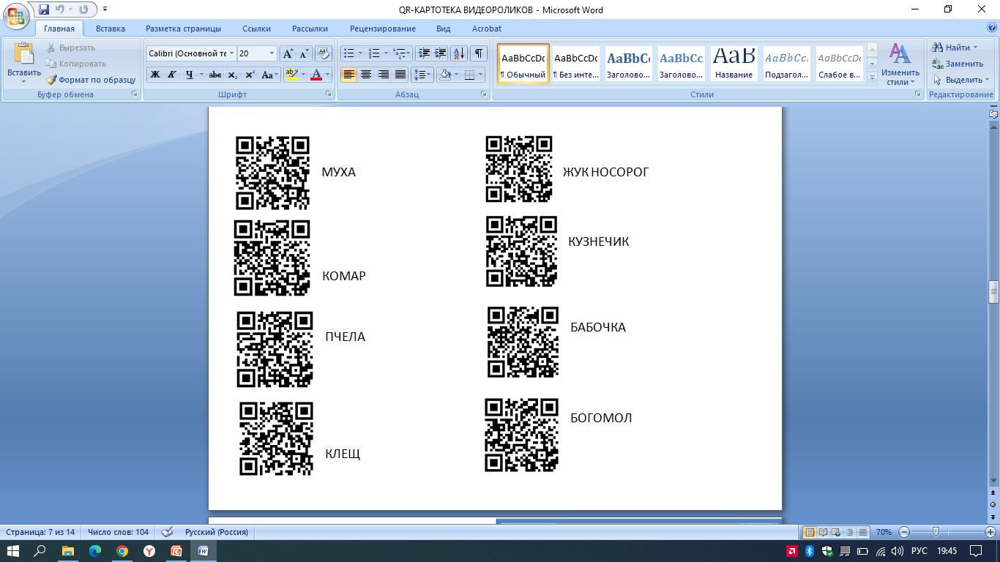 QR-КАРТОТЕКА ВИДЕОРОЛИКОВ - Microsoft Word
Главная Вставка Разметка страницы Ссылки Рассылки Рецензирование Вид Acrobat
Вставить
Вырезать
Копировать
Формат по образцу
Буфер обмена
Calibri (Основной те 20
Ж К Ч abc x₂ x² Aa
Шрифт
Абзац
AaBbCcDc AaBbCcDc AaBbCc AaBbCc AaB AaBbCc. AaBbCcDc
¶ Обычный ¶ Без инте... Заголово... Заголово... Название Подзагол... Слабое в...
Изменить стили
Стили
Найти
Заменить
Выделить
Редактирование
МУХА
ЖУК НОСОРОГ
КОМАР
КУЗНЕЧИК
ПЧЕЛА
БАБОЧКА
КЛЕЩ
БОГОМОЛ
Страница: 7 из 14 Число слов: 104 Русский (Россия) 70%
РУС 19:45